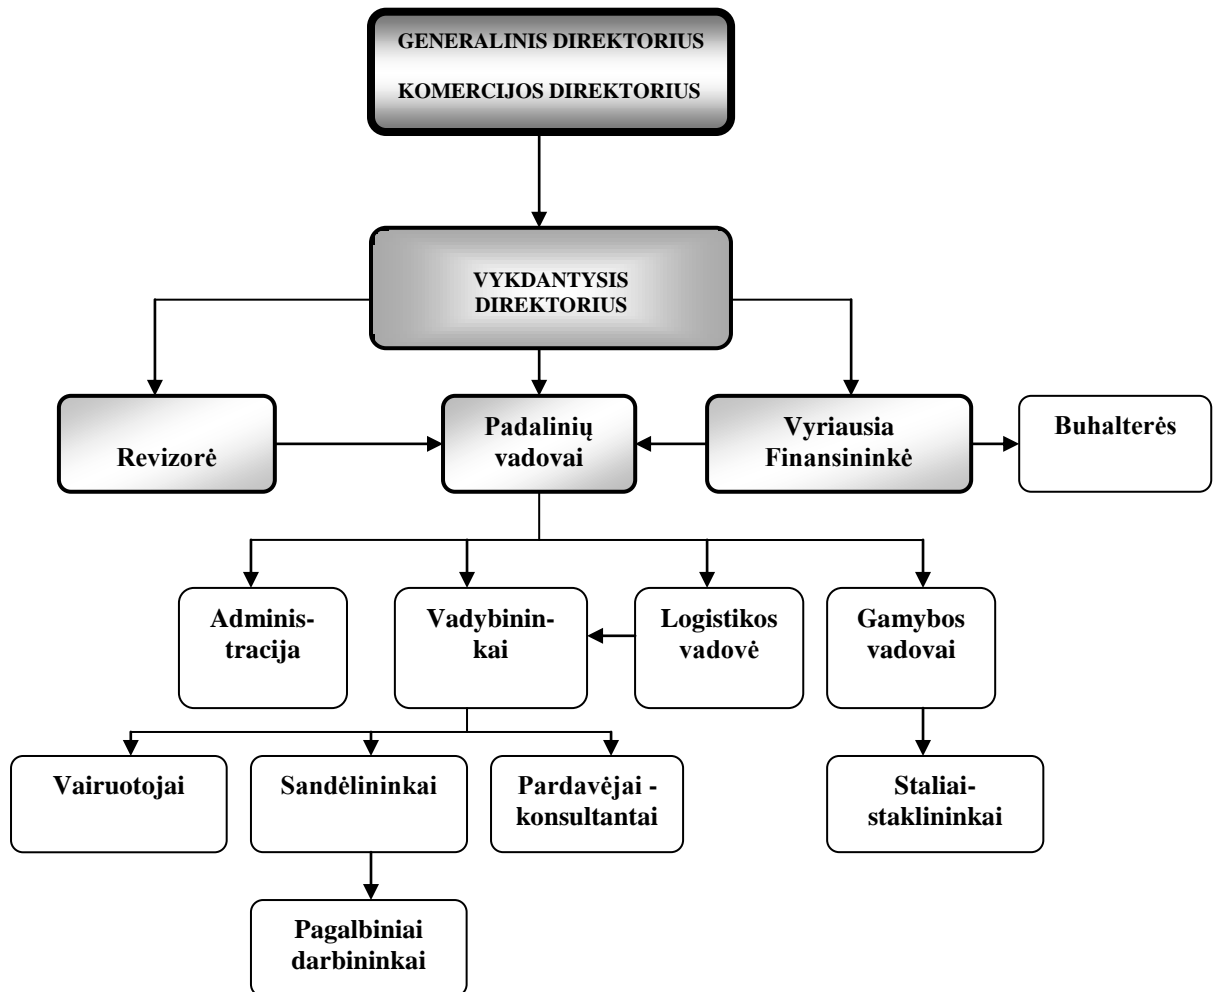 GENERALINIS DIREKTORIUS
KOMERCIJOS DIREKTORIUS
VYKDANTYSIS
DIREKTORIUS
Revizorė
Padalinių
vadovai
Vyriausia
Finansininkė
Buhalterės
Adminis-
tracija
Vadybinin-
kai
Logistikos
vadovė
Gamybos
vadovai
Vairuotojai
Sandėlininkai
Pardavėjai -
konsultantai
Staliai-
staklininkai
Pagalbiniai
darbininkai